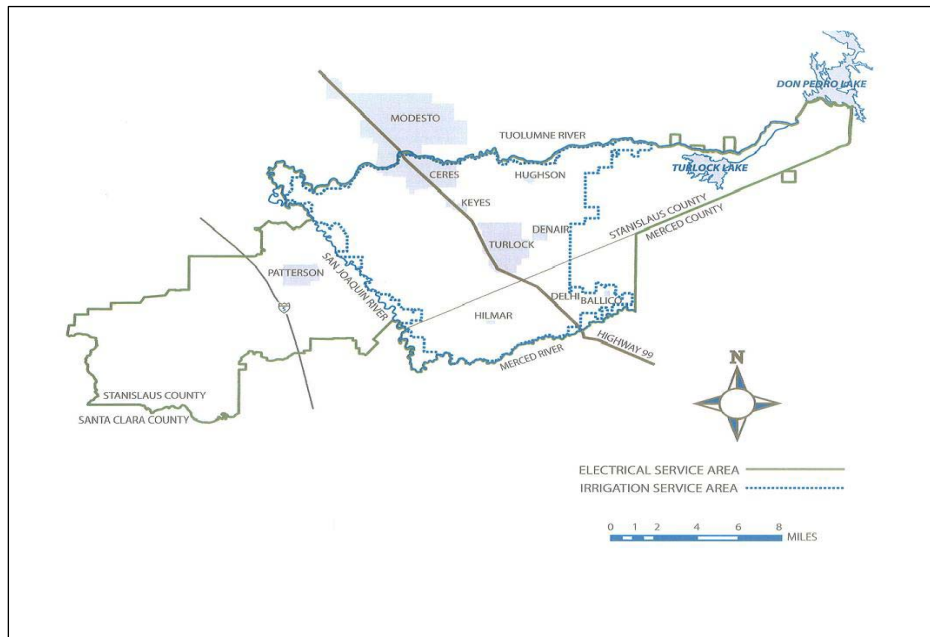 DON PEDRO LAKE
MODESTO
TUOLUMNE RIVER
TURLOCK LAKE
CERES
HUGHSON
KEYES
STANISLAUS COUNTY
MERCED COUNTY
DENAIR
TURLOCK
SAN JOAQUIN RIVER
PATTERSON
5
DELHI
BALLICO
HILMAR
HIGHWAY 99
MERCED RIVER
N
STANISLAUS COUNTY
SANTA CLARA COUNTY
ELECTRICAL SERVICE AREA
IRRIGATION SERVICE AREA
0 1 2 4 6 8
MILES